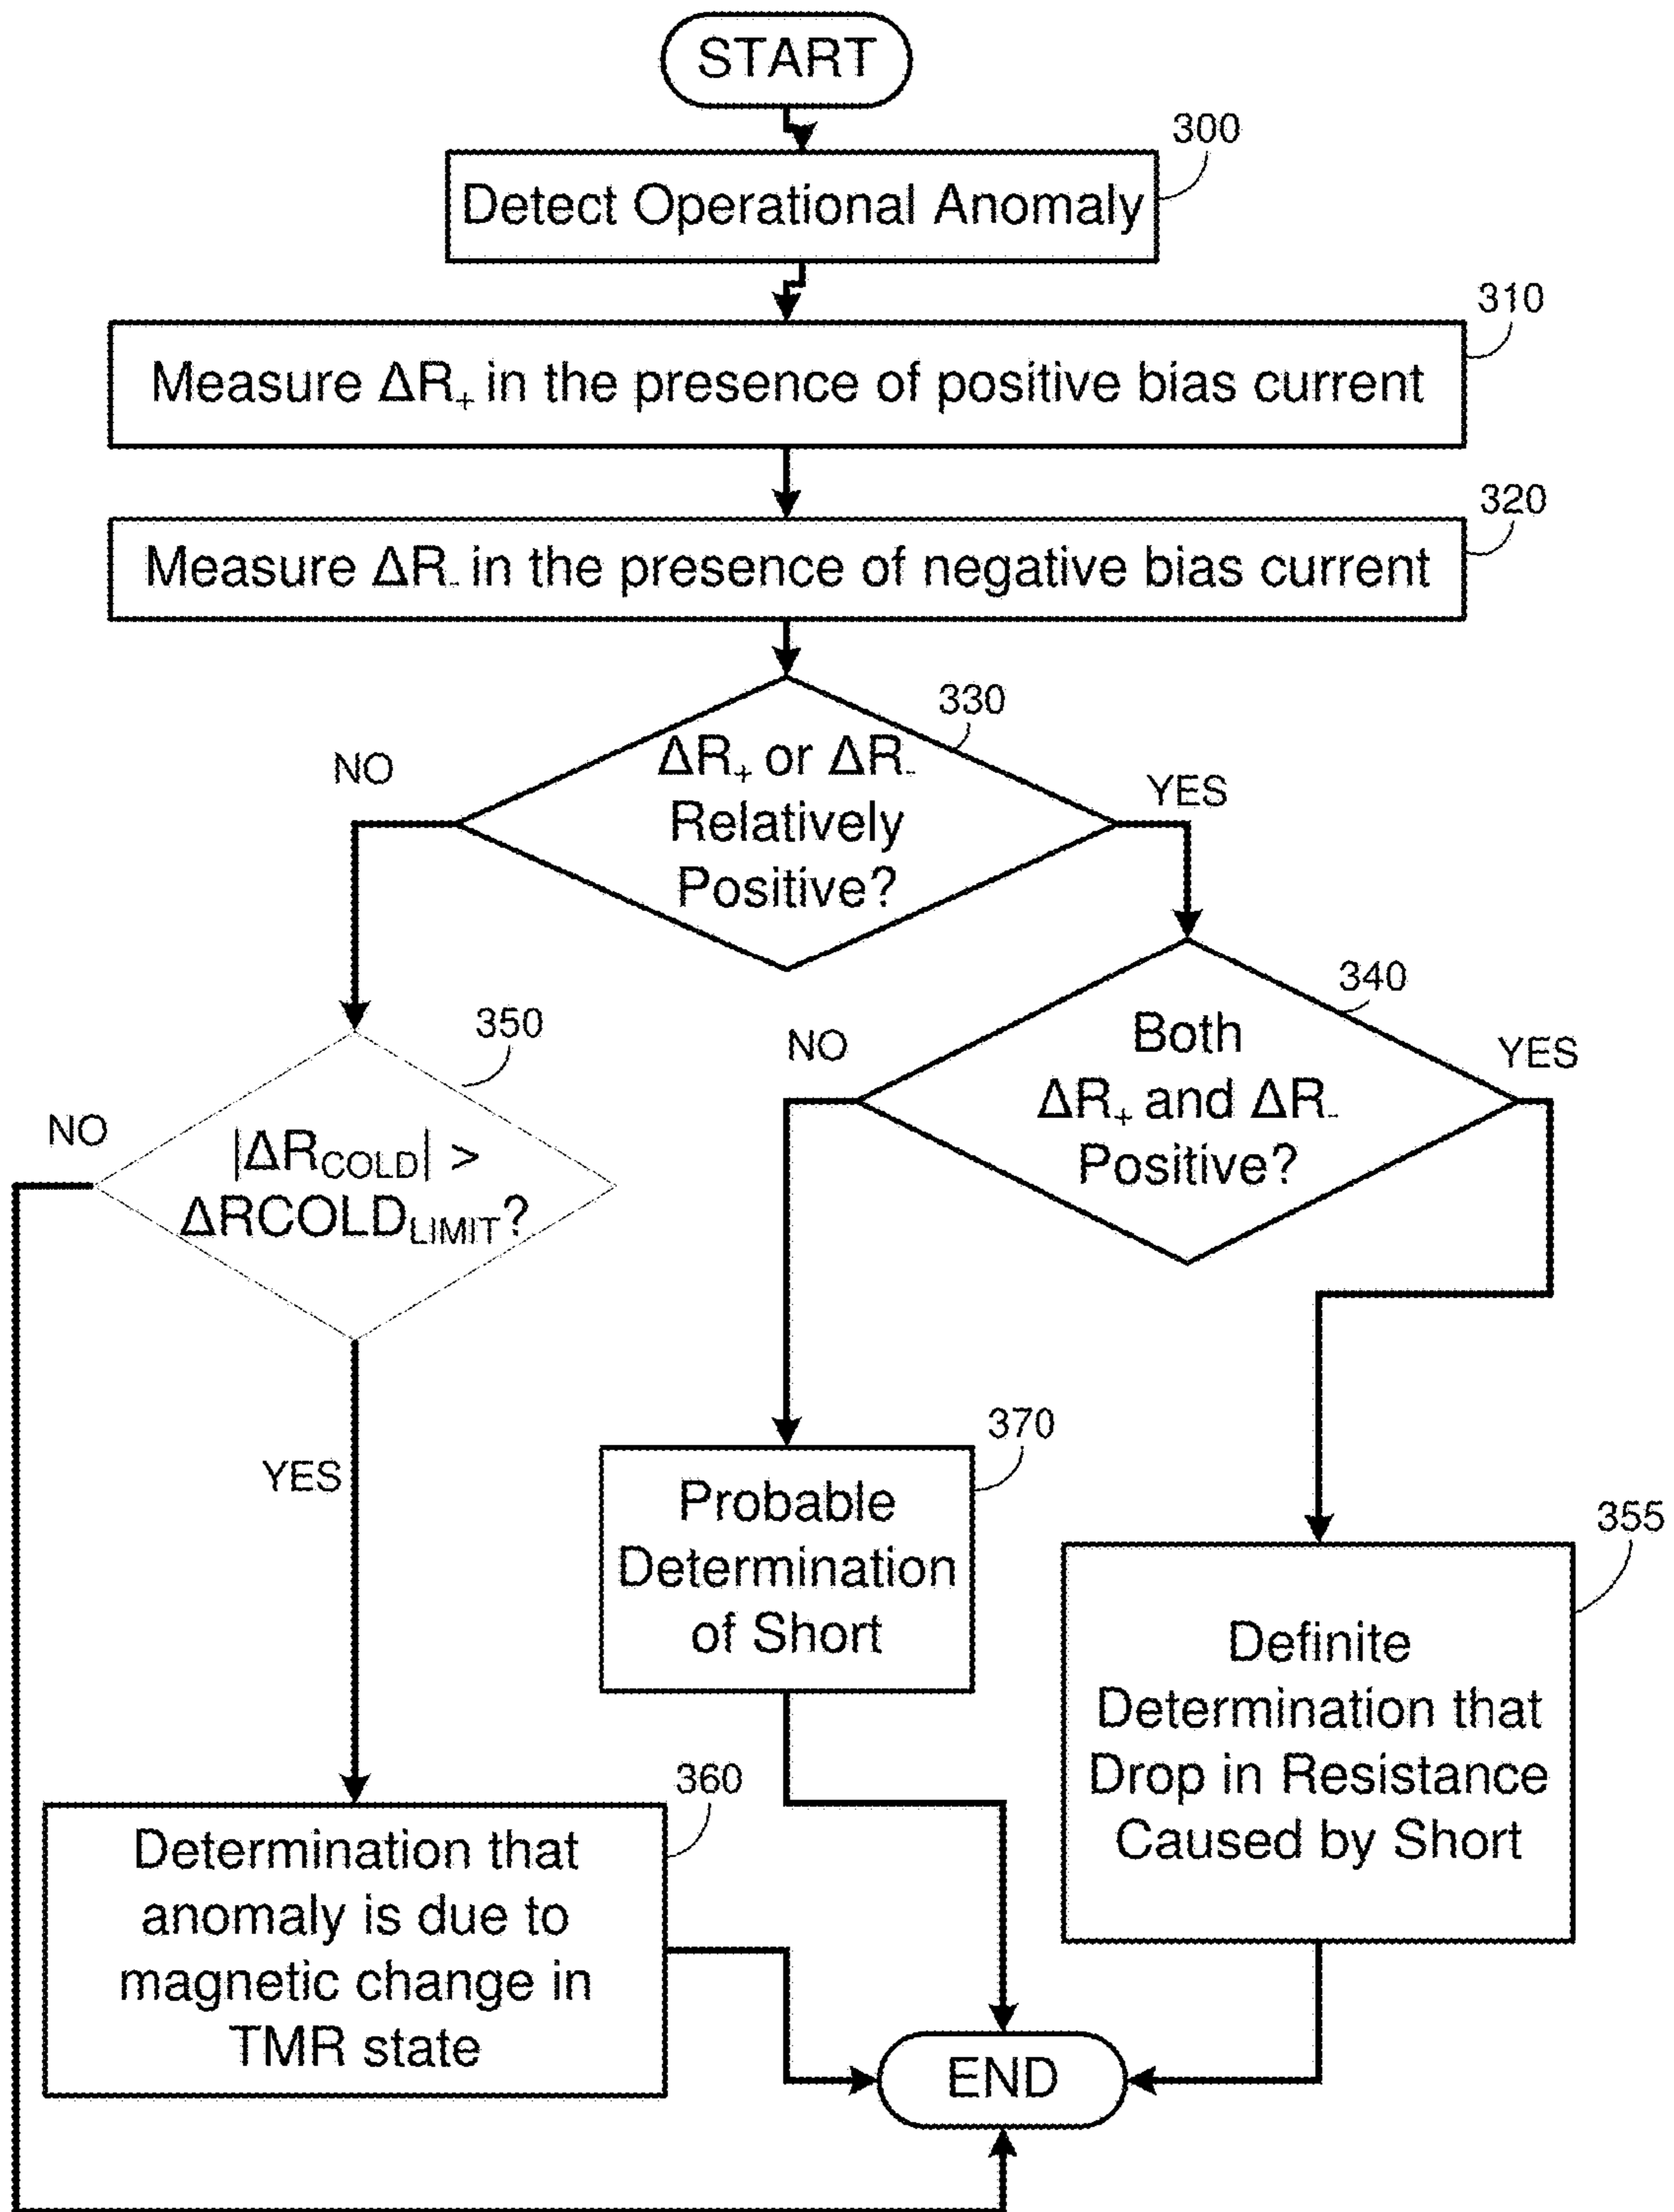 START
300
Detect Operational Anomaly
310
Measure ΔR₊ in the presence of positive bias current
320
Measure ΔR₋ in the presence of negative bias current
330
ΔR₊ or ΔR₋
Relatively
Positive?
NO
YES
340
Both
ΔR₊ and ΔR₋
Positive?
NO
YES
350
|ΔR_COLD| >
ΔRCOLD_LIMIT?
NO
YES
370
Probable
Determination
of Short
355
Definite
Determination that
Drop in Resistance
Caused by Short
360
Determination that
anomaly is due to
magnetic change in
TMR state
END